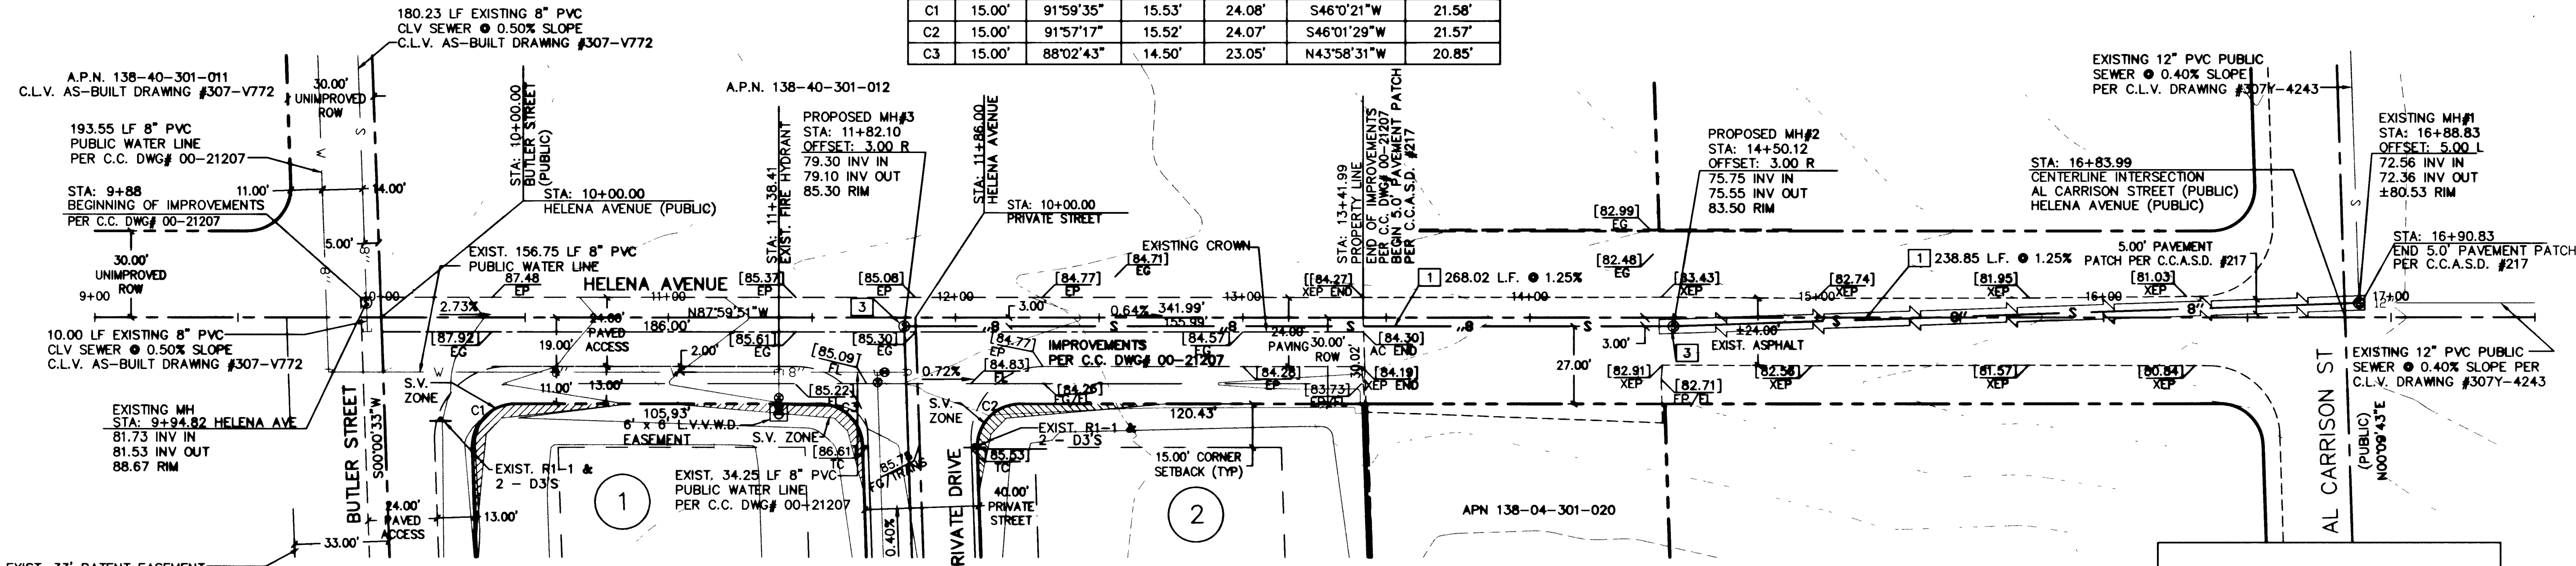 C1 15.00' 91°59'35" 15.53' 24.08' S46°0'21"W 21.58'
C2 15.00' 91°57'17" 15.52' 24.07' S46°01'29"W 21.57'
C3 15.00' 88°02'43" 14.50' 23.05' N43°58'31"W 20.85'
180.23 LF EXISTING 8" PVC
CLV SEWER @ 0.50% SLOPE
C.L.V. AS-BUILT DRAWING #307-V772
A.P.N. 138-40-301-011
C.L.V. AS-BUILT DRAWING #307-V772
30.00'
UNIMPROVED
ROW
193.55 LF 8" PVC
PUBLIC WATER LINE
PER C.C. DWG# 00-21207
STA: 9+88
BEGINNING OF IMPROVEMENTS
PER C.C. DWG# 00-21207
11.00'
14.00'
5.00'
W
S
8"
8"
30.00'
UNIMPROVED
ROW
9+00
10+00
10.00 LF EXISTING 8" PVC
CLV SEWER @ 0.50% SLOPE
C.L.V. AS-BUILT DRAWING #307-V772
EXISTING MH
STA: 9+94.82 HELENA AVE
81.73 INV IN
81.53 INV OUT
88.67 RIM
BUTLER STREET
S00°00'33"W
24.00'
PAVED
ACCESS
13.00'
33.00'
EXIST. 33' PATENT EASEMENT
STA: 10+00.00
BUTLER STREET
(PUBLIC)
STA: 10+00.00
HELENA AVENUE (PUBLIC)
EXIST. 156.75 LF 8" PVC
PUBLIC WATER LINE
HELENA AVENUE
87.48
EP
2.73%
11+00
N87°59'51"W
186.00'
24.00'
PAVED
ACCESS
19.00'
2.00'
[87.92]
EG
[85.61]
EG
11.00'
13.00'
S.V.
ZONE
C1
105.93'
6' x 6' L.V.V.W.D.
EASEMENT
S.V. ZONE
EXIST. R1-1 &
2 - D3'S
1
EXIST. 34.25 LF 8" PVC
PUBLIC WATER LINE
PER C.C. DWG# 00-21207
A.P.N. 138-40-301-012
STA: 11+38.41
EXIST. FIRE HYDRANT
PROPOSED MH#3
STA: 11+82.10
OFFSET: 3.00 R
79.30 INV IN
79.10 INV OUT
85.30 RIM
STA: 11+86.00
HELENA AVENUE
STA: 10+00.00
PRIVATE STREET
[85.37]
EP
[85.08]
EP
3
[85.30]
EG
[85.09]
FL
[85.22]
FL
C3
[86.61]
TC
85.78
FG/TRANS
0.40%
PRIVATE DRIVE
40.00'
PRIVATE
STREET
12+00
3.00'
[84.77]
EP
[84.71]
EG
EXISTING CROWN
0.64% 341.99'
155.99'
[84.77]
EP
IMPROVEMENTS
PER C.C. DWG# 00-21207
[84.57]
EG
0.72%
[84.83]
FL
[84.26]
EG/FL
S.V.
ZONE
C2
120.43'
EXIST. R1-1 &
2 - D3'S
[85.53]
TC
15.00' CORNER
SETBACK (TYP)
2
13+00
24.00'
PAVING
30.00'
ROW
30.02'
[84.28]
EP
[83.73]
EP/FL
STA: 13+41.99
PROPERTY LINE
END OF IMPROVEMENTS
PER C.C. DWG# 00-21207
BEGIN 5.0' PAVEMENT PATCH
PER C.C.A.S.D. #217
[84.27]
XEP END
[84.30]
AC END
[84.19]
XEP END
1 268.02 L.F. @ 1.25%
14+00
[82.99]
EG
[82.48]
EG
PROPOSED MH#2
STA: 14+50.12
OFFSET: 3.00 R
75.75 INV IN
75.55 INV OUT
83.50 RIM
[83.43]
XEP
3.00'
3
27.00'
[82.91]
XEP
[82.71]
EP/FL
±24.00'
EXIST. ASPHALT
15+00
[82.74]
XEP
[82.56]
XEP
1 238.85 L.F. @ 1.25%
[81.95]
XEP
[81.57]
XEP
16+00
[81.03]
XEP
[80.84]
XEP
5.00' PAVEMENT
PATCH PER C.C.A.S.D. #217
APN 138-04-301-020
EXISTING 12" PVC PUBLIC
SEWER @ 0.40% SLOPE
PER C.L.V. DRAWING #307Y-4243
STA: 16+83.99
CENTERLINE INTERSECTION
AL CARRISON STREET (PUBLIC)
HELENA AVENUE (PUBLIC)
EXISTING MH#1
STA: 16+88.83
OFFSET: 5.00 L
72.56 INV IN
72.36 INV OUT
±80.53 RIM
STA: 16+90.83
END 5.0' PAVEMENT PATCH
PER C.C.A.S.D. #217
17+00
12"
EXISTING 12" PVC PUBLIC
SEWER @ 0.40% SLOPE PER
C.L.V. DRAWING #307Y-4243
AL CARRISON ST
(PUBLIC)
N00°09'43"E